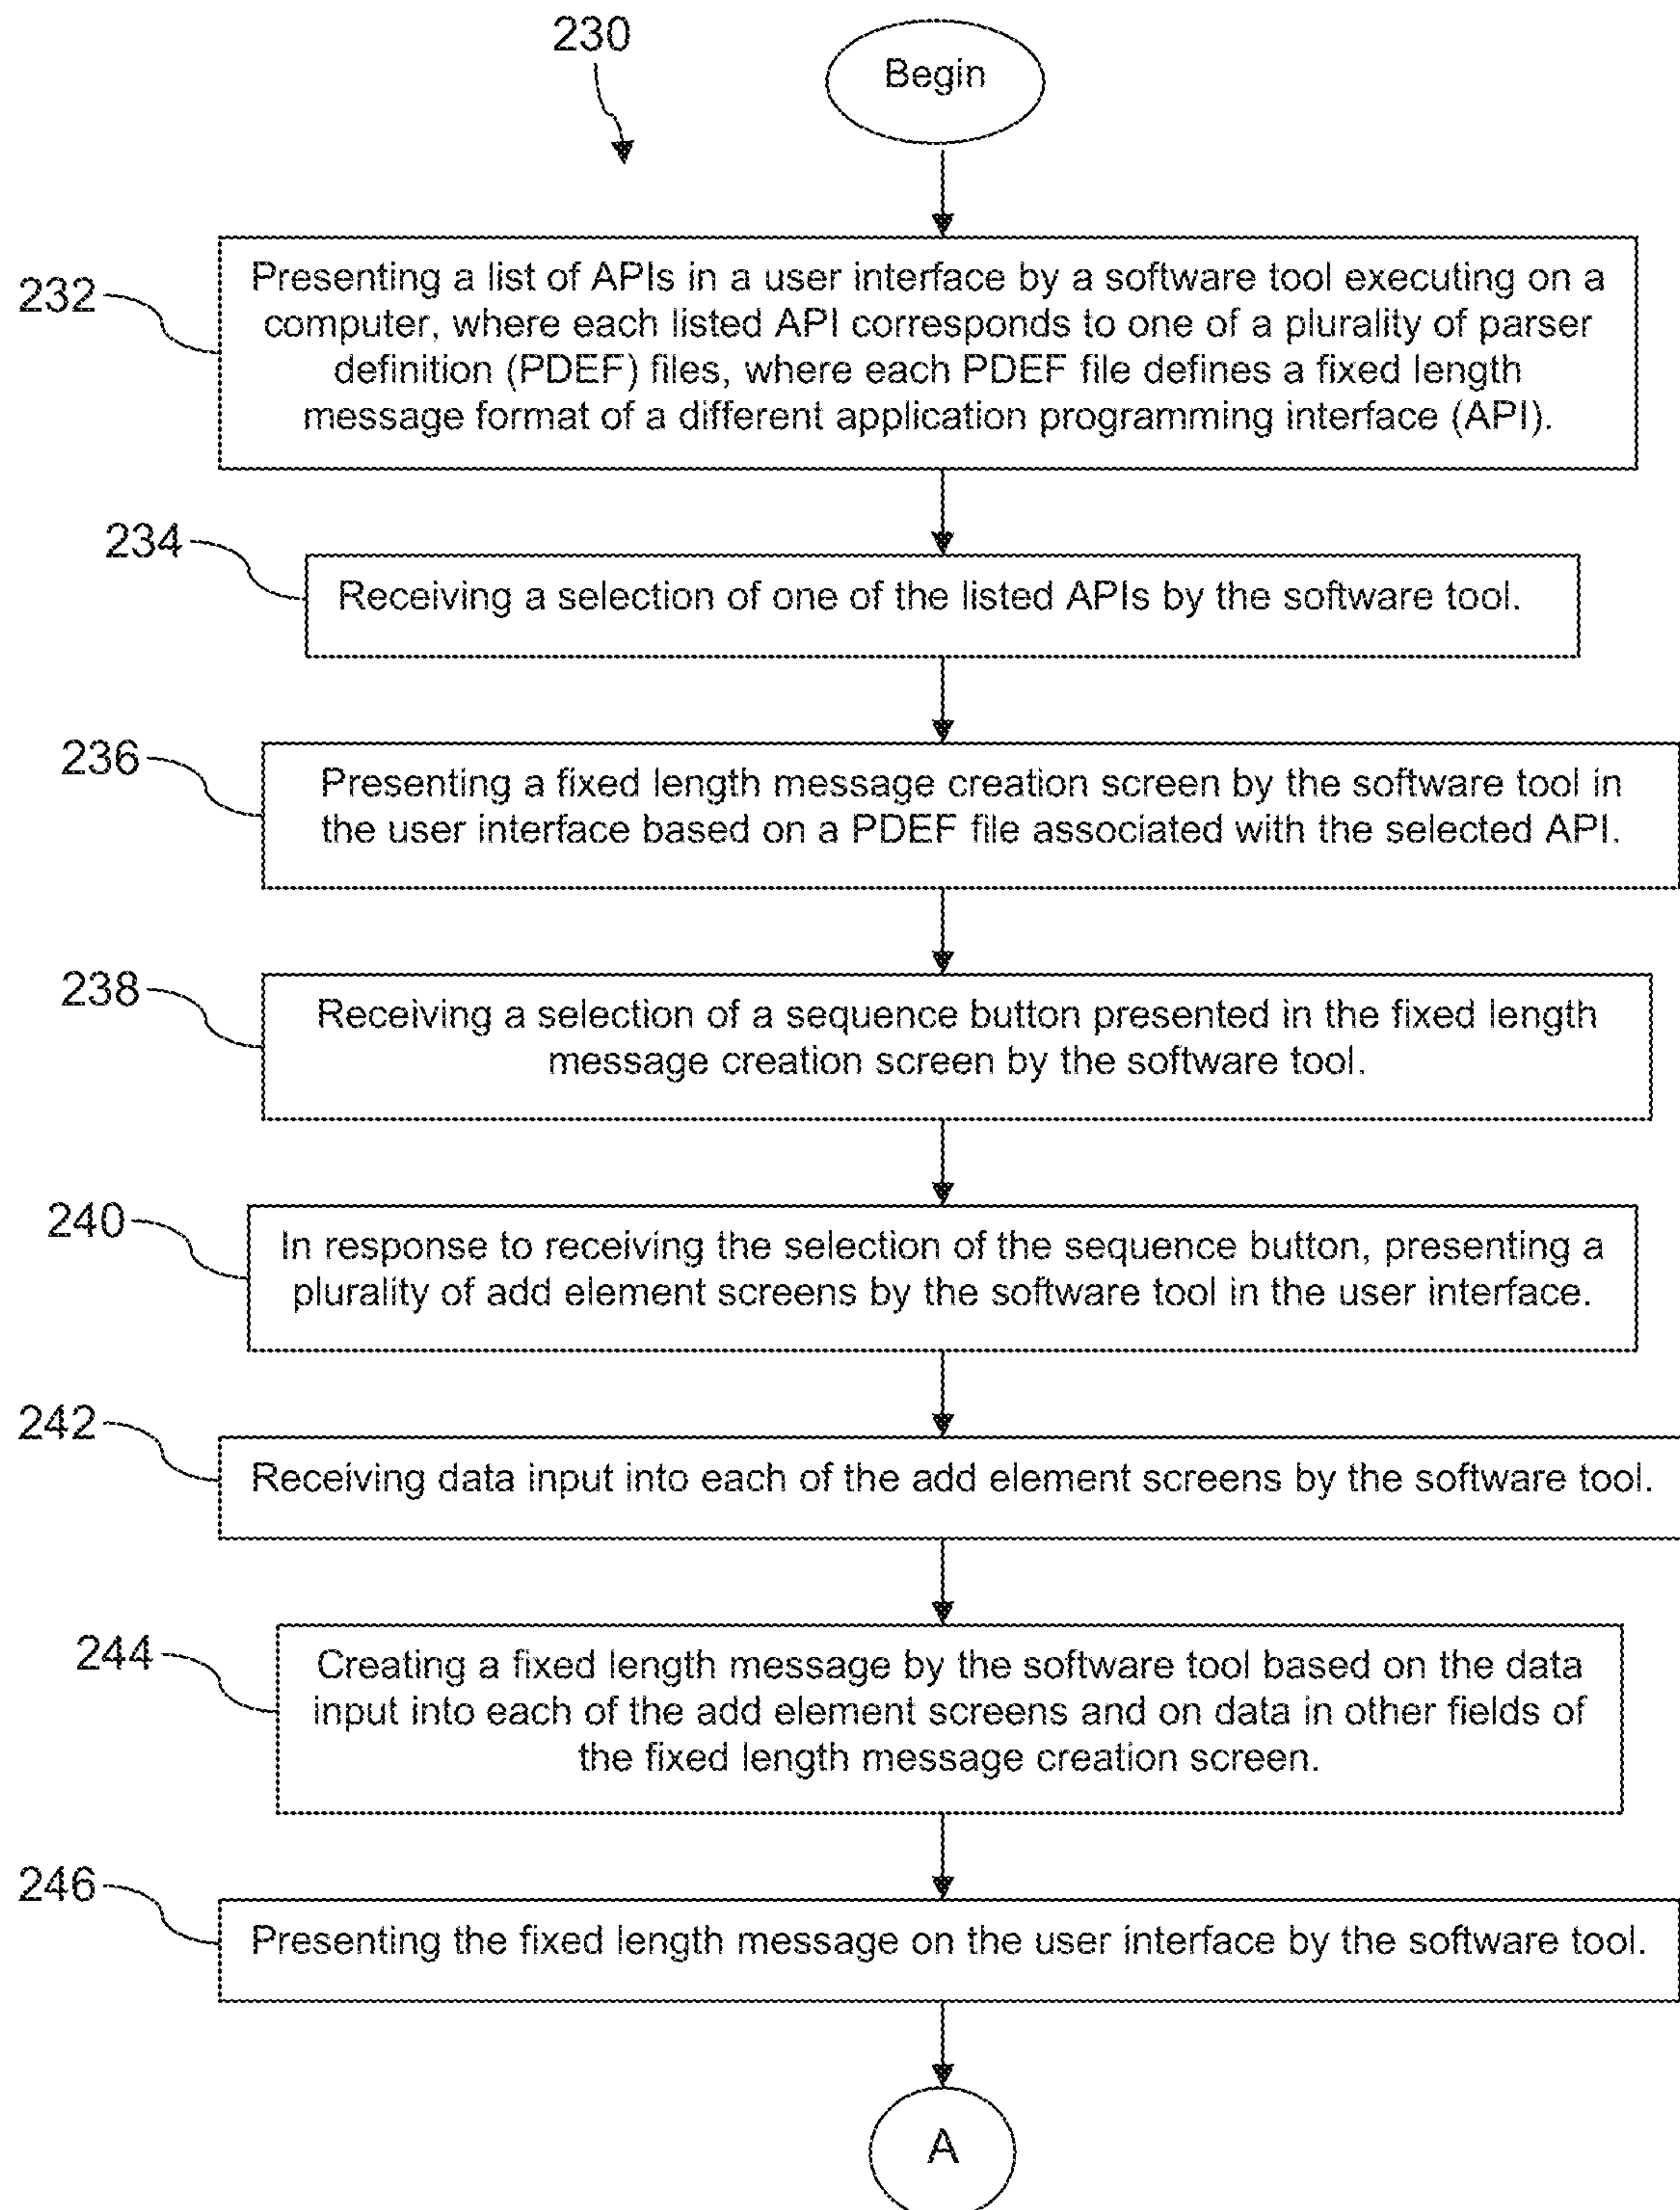 230
Begin
232
Presenting a list of APIs in a user interface by a software tool executing on a
computer, where each listed API corresponds to one of a plurality of parser
definition (PDEF) files, where each PDEF file defines a fixed length
message format of a different application programming interface (API).
234
Receiving a selection of one of the listed APIs by the software tool.
236
Presenting a fixed length message creation screen by the software tool in
the user interface based on a PDEF file associated with the selected API.
238
Receiving a selection of a sequence button presented in the fixed length
message creation screen by the software tool.
240
In response to receiving the selection of the sequence button, presenting a
plurality of add element screens by the software tool in the user interface.
242
Receiving data input into each of the add element screens by the software tool.
244
Creating a fixed length message by the software tool based on the data
input into each of the add element screens and on data in other fields of
the fixed length message creation screen.
246
Presenting the fixed length message on the user interface by the software tool.
A